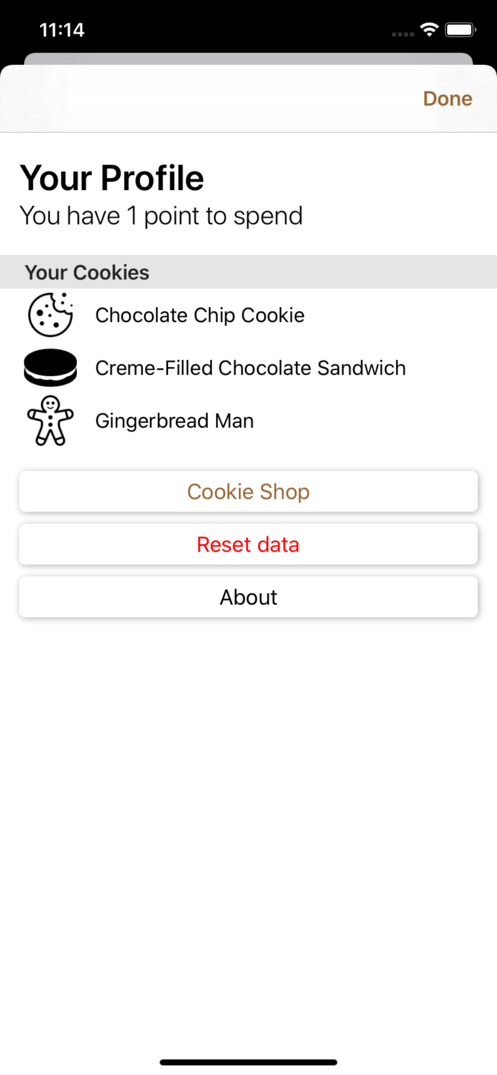 11:14
Done
Your Profile
You have 1 point to spend
Your Cookies
Chocolate Chip Cookie
Creme-Filled Chocolate Sandwich
Gingerbread Man
Cookie Shop
Reset data
About